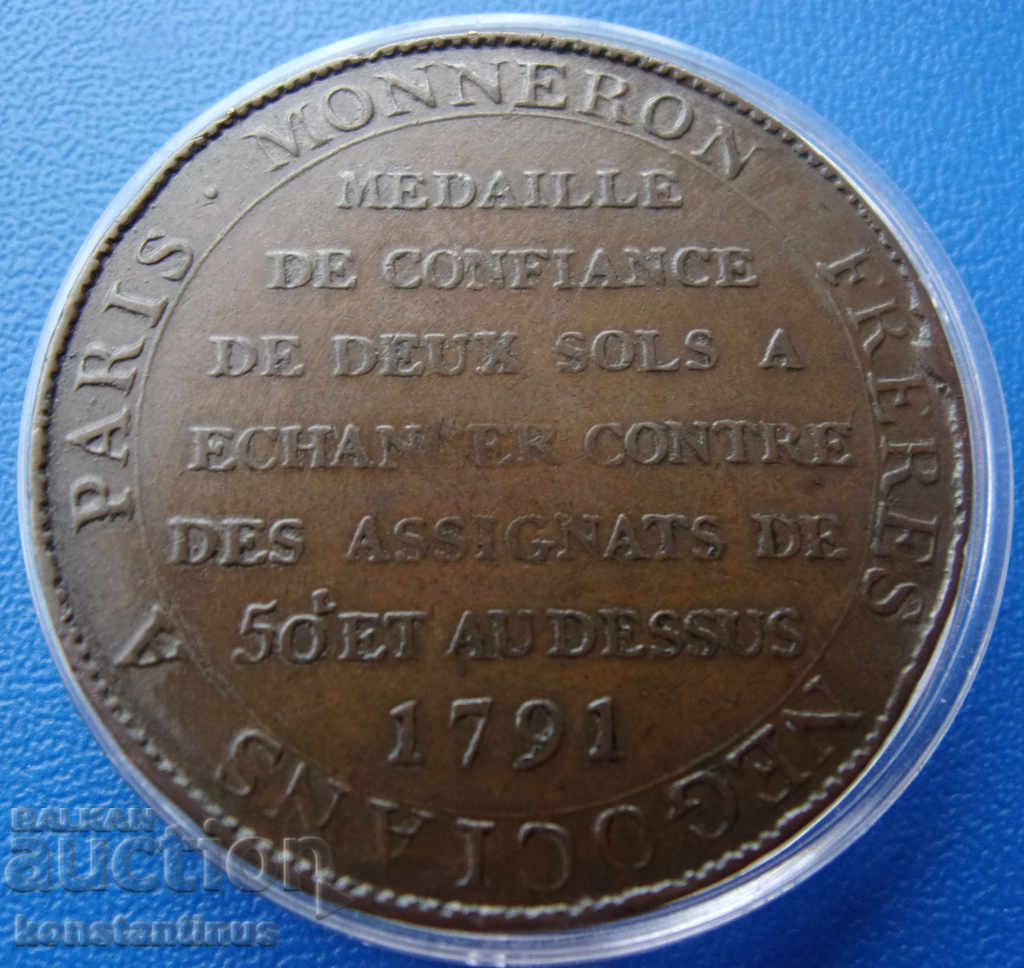 MONNERON FRERES NEGOCIANS A PARIS ·
MEDAILLE
DE CONFIANCE
DE DEUX SOLS A
ECHAN ER CONTRE
DES ASSIGNATS DE
50L ET AU DESSUS
1791
BALKAN
auction
konstantinus